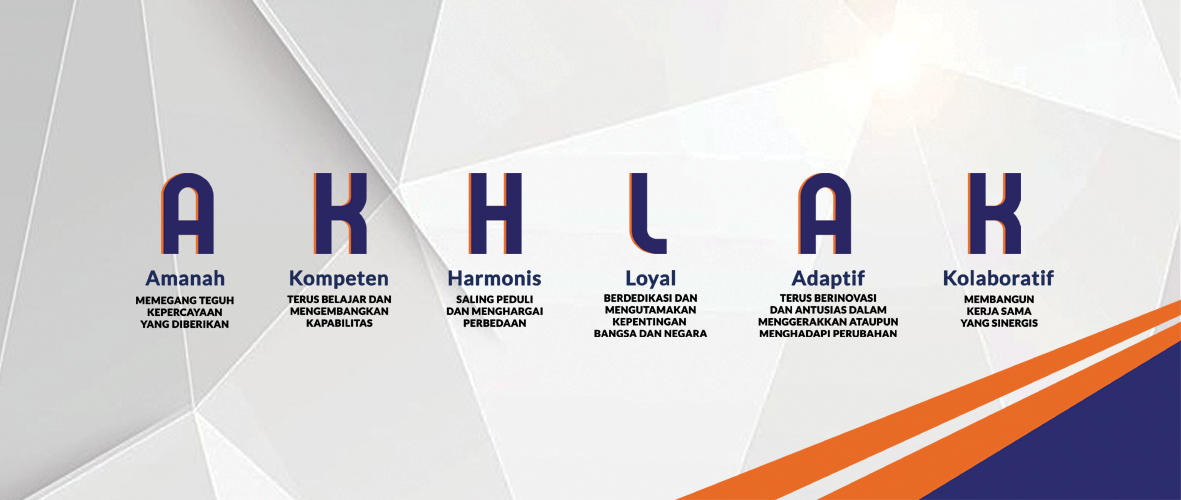 A K H L A K
Amanah
MEMEGANG TEGUH
KEPERCAYAAN
YANG DIBERIKAN
Kompeten
TERUS BELAJAR DAN
MENGEMBANGKAN
KAPABILITAS
Harmonis
SALING PEDULI
DAN MENGHARGAI
PERBEDAAN
Loyal
BERDEDIKASI DAN
MENGUTAMAKAN
KEPENTINGAN
BANGSA DAN NEGARA
Adaptif
TERUS BERINOVASI
DAN ANTUSIAS DALAM
MENGGERAKKAN ATAUPUN
MENGHADAPI PERUBAHAN
Kolaboratif
MEMBANGUN
KERJA SAMA
YANG SINERGIS